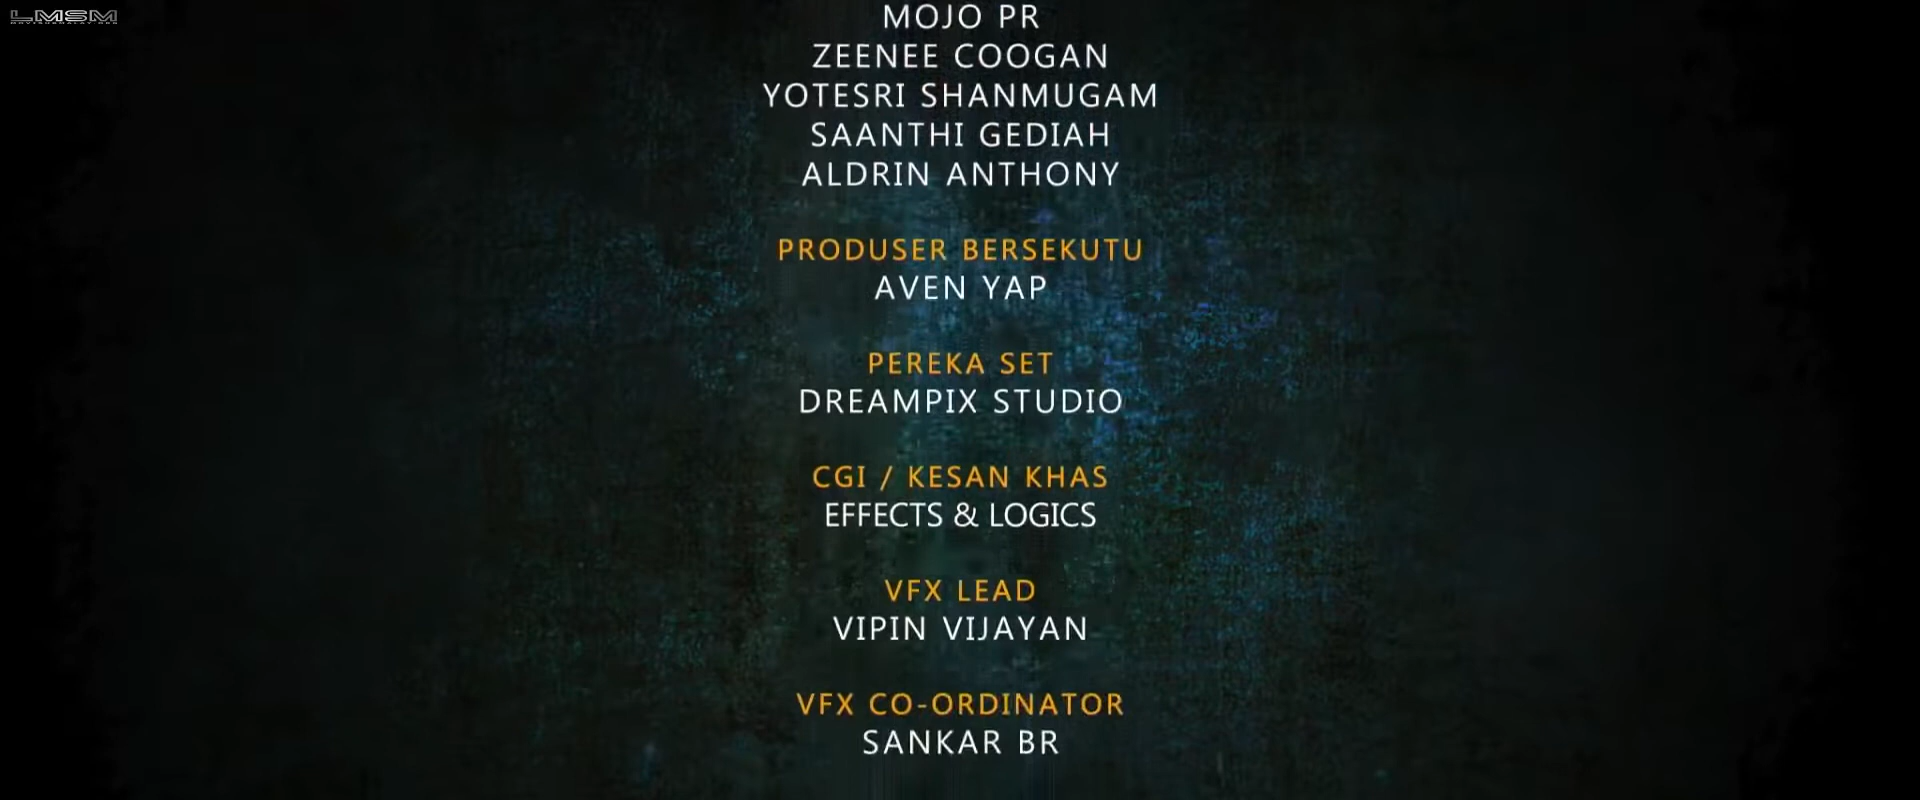 LMSM
MOJO PR
ZEENEE COOGAN
YOTESRI SHANMUGAM
SAANTHI GEDIAH
ALDRIN ANTHONY
PRODUSER BERSEKUTU
AVEN YAP
PEREKA SET
DREAMPIX STUDIO
CGI / KESAN KHAS
EFFECTS & LOGICS
VFX LEAD
VIPIN VIJAYAN
VFX CO-ORDINATOR
SANKAR BR